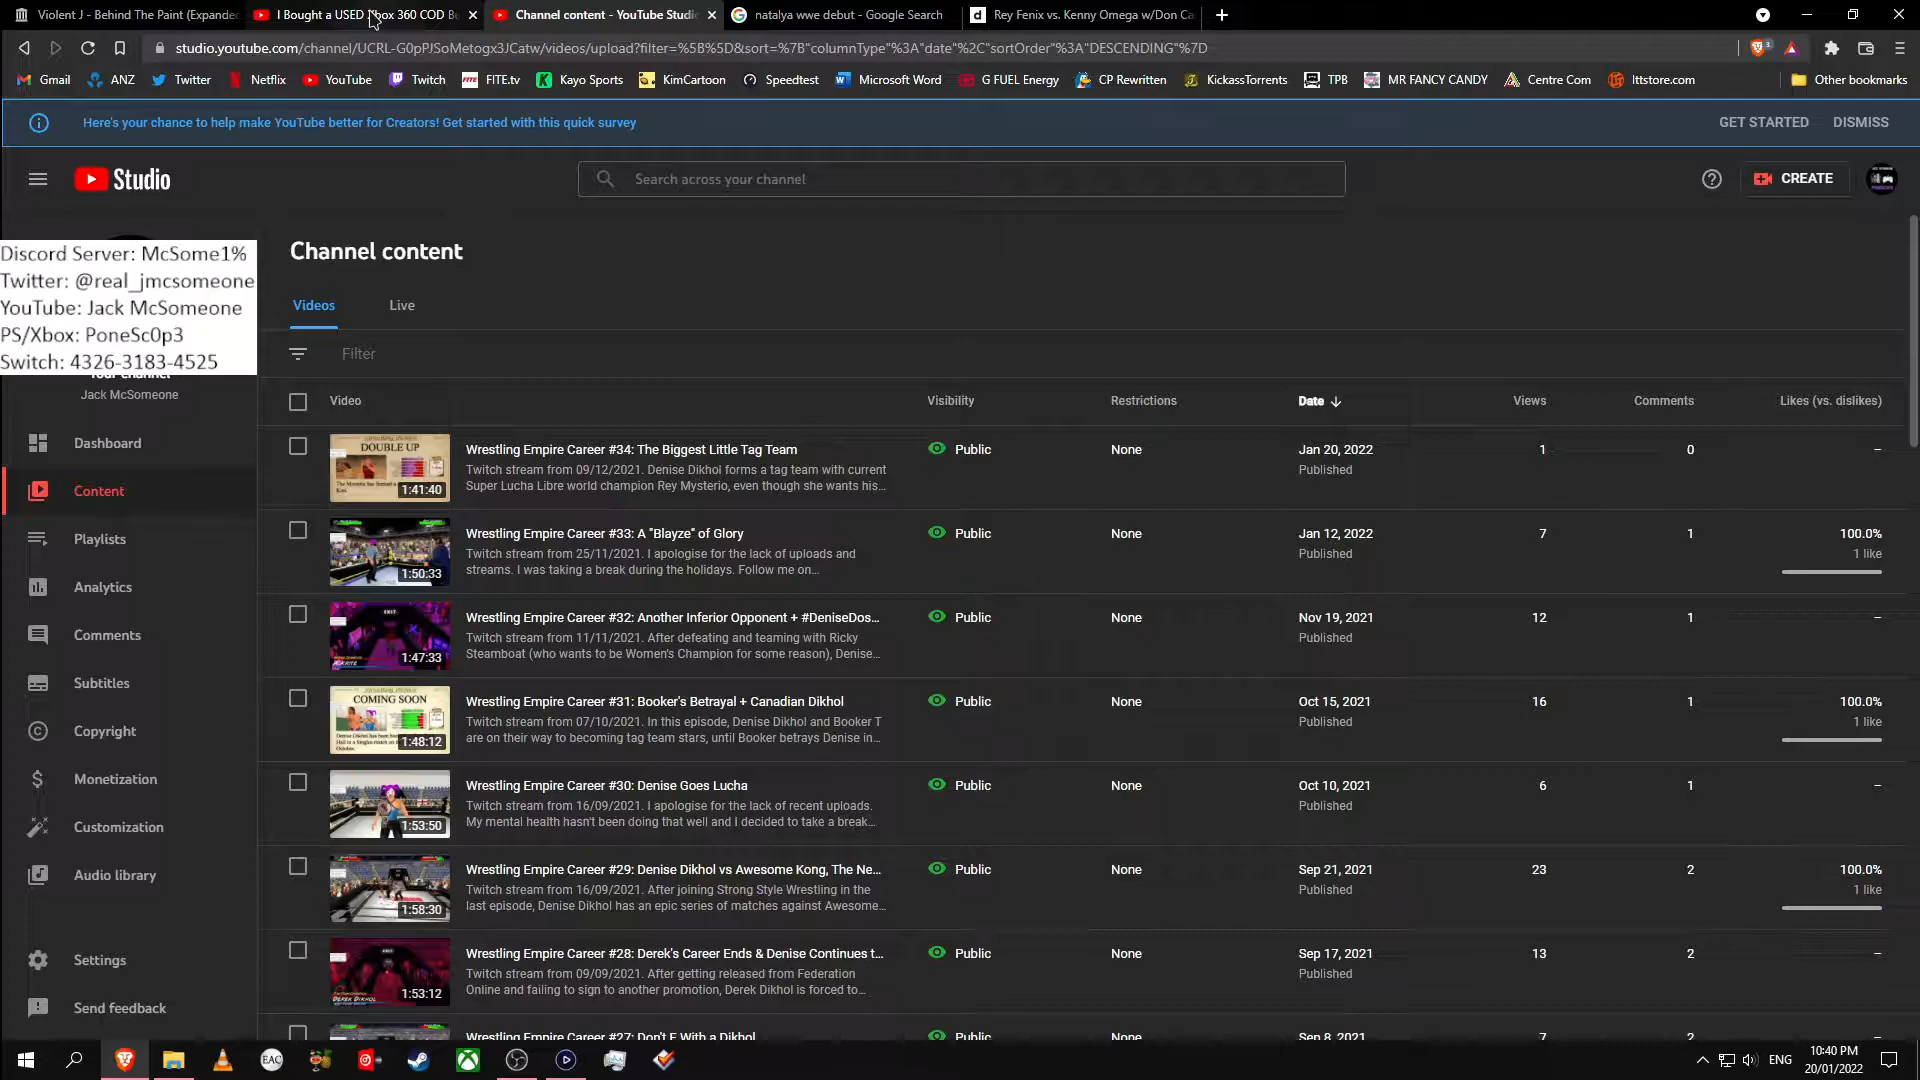 Violent J - Behind The Paint (Expanded
I Bought a USED Xbox 360 COD Bu
Channel content - YouTube Studi
natalya wwe debut - Google Search
Rey Fenix vs. Kenny Omega w/Don Ca
studio.youtube.com/channel/UCRL-G0pPJSoMetogx3JCatw/videos/upload?filter=%5B%5D&sort=%7B"columnType"%3A"date"%2C"sortOrder"%3A"DESCENDING"%7D
3
Gmail ANZ Twitter Netflix YouTube Twitch FITE.tv Kayo Sports KimCartoon Speedtest Microsoft Word G FUEL Energy CP Rewritten KickassTorrents TPB MR FANCY CANDY Centre Com lttstore.com Other bookmarks
Here's your chance to help make YouTube better for Creators! Get started with this quick survey
GET STARTED DISMISS
Studio
Search across your channel
CREATE
Channel content
Discord Server: McSome1%
Twitter: @real_jmcsomeone
YouTube: Jack McSomeone
PS/Xbox: PoneSc0p3
Switch: 4326-3183-4525
Your channel
Jack McSomeone
Videos Live
Filter
Video Visibility Restrictions Date Views Comments Likes (vs. dislikes)
Dashboard
Content
Playlists
Analytics
Comments
Subtitles
Copyright
Monetization
Customization
Audio library
Settings
Send feedback
DOUBLE UP
1:41:40
Wrestling Empire Career #34: The Biggest Little Tag Team
Twitch stream from 09/12/2021. Denise Dikhol forms a tag team with current
Super Lucha Libre world champion Rey Mysterio, even though she wants his...
Public None Jan 20, 2022 1 0 –
Published
1:50:33
Wrestling Empire Career #33: A "Blayze" of Glory
Twitch stream from 25/11/2021. I apologise for the lack of uploads and
streams. I was taking a break during the holidays. Follow me on...
Public None Jan 12, 2022 7 1 100.0%
Published 1 like
EXIT
1:47:33
Wrestling Empire Career #32: Another Inferior Opponent + #DeniseDos...
Twitch stream from 11/11/2021. After defeating and teaming with Ricky
Steamboat (who wants to be Women's Champion for some reason), Denise...
Public None Nov 19, 2021 12 1 –
Published
COMING SOON
1:48:12
Wrestling Empire Career #31: Booker's Betrayal + Canadian Dikhol
Twitch stream from 07/10/2021. In this episode, Denise Dikhol and Booker T
are on their way to becoming tag team stars, until Booker betrays Denise in...
Public None Oct 15, 2021 16 1 100.0%
Published 1 like
1:53:50
Wrestling Empire Career #30: Denise Goes Lucha
Twitch stream from 16/09/2021. I apologise for the lack of recent uploads.
My mental health hasn't been doing that well and I decided to take a break...
Public None Oct 10, 2021 6 1 –
Published
1:58:30
Wrestling Empire Career #29: Denise Dikhol vs Awesome Kong, The Ne...
Twitch stream from 16/09/2021. After joining Strong Style Wrestling in the
last episode, Denise Dikhol has an epic series of matches against Awesome...
Public None Sep 21, 2021 23 2 100.0%
Published 1 like
EXIT
DEREK DIKHOL
1:53:12
Wrestling Empire Career #28: Derek's Career Ends & Denise Continues t...
Twitch stream from 09/09/2021. After getting released from Federation
Online and failing to sign to another promotion, Derek Dikhol is forced to...
Public None Sep 17, 2021 13 2 –
Published
Wrestling Empire Career #27: Don't F With a Dikhol
Public None Sep 8, 2021 7 2
EAC
ENG
10:40 PM
20/01/2022